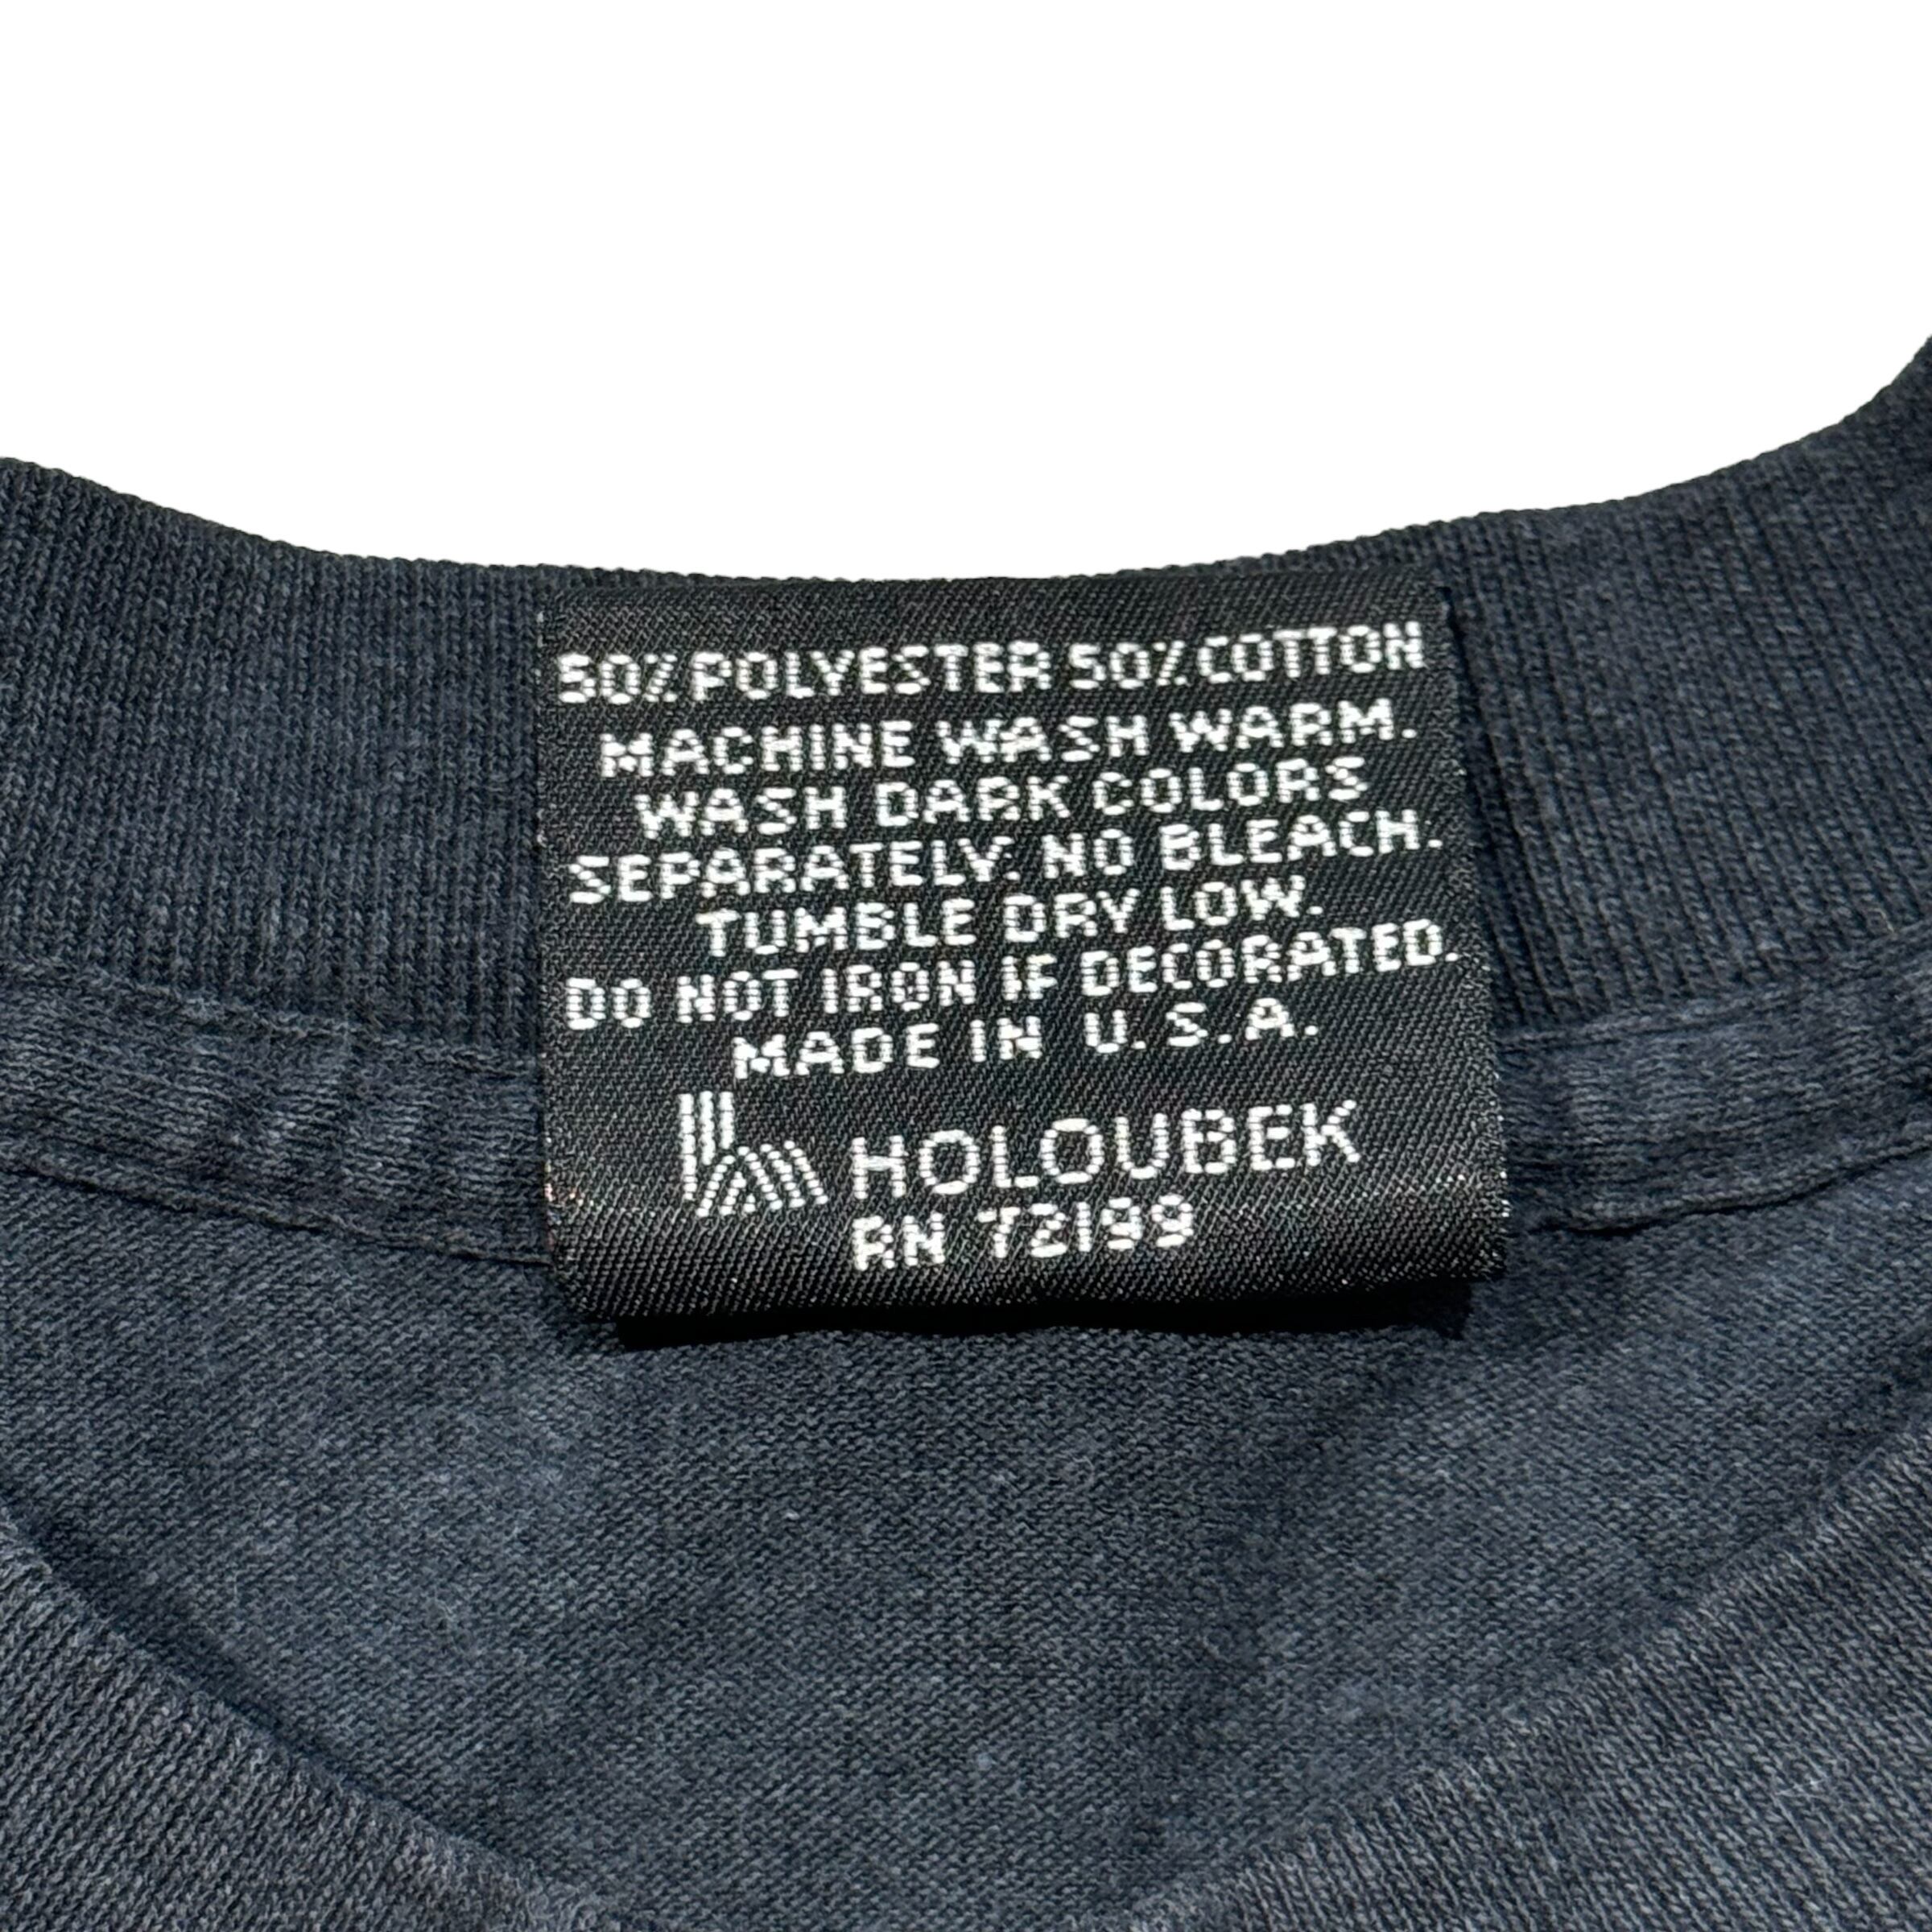 50% POLYESTER 50% COTTON
MACHINE WASH WARM.
WASH DARK COLORS
SEPARATELY. NO BLEACH.
TUMBLE DRY LOW.
DO NOT IRON IF DECORATED.
MADE IN U.S.A.
HOLOUBEK
RN 72199